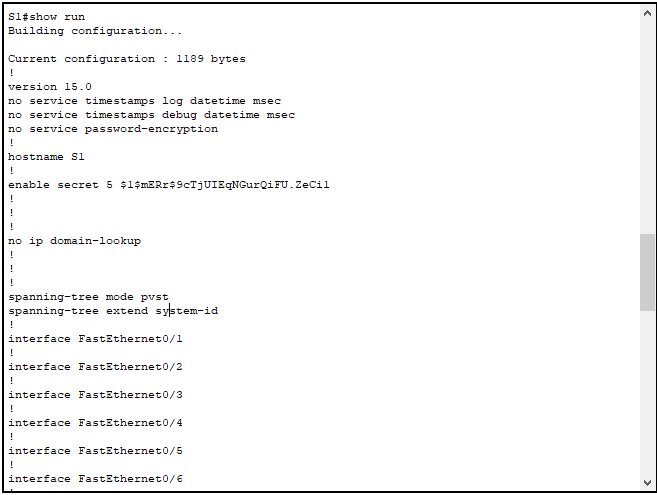 S1#show run
Building configuration...
Current configuration : 1189 bytes
!
version 15.0
no service timestamps log datetime msec
no service timestamps debug datetime msec
no service password-encryption
!
hostname S1
!
enable secret 5 $1$mERr$9cTjUIEqNGurQiFU.ZeCi1
!
!
!
no ip domain-lookup
!
!
!
spanning-tree mode pvst
spanning-tree extend system-id
!
interface FastEthernet0/1
!
interface FastEthernet0/2
!
interface FastEthernet0/3
!
interface FastEthernet0/4
!
interface FastEthernet0/5
!
interface FastEthernet0/6
!